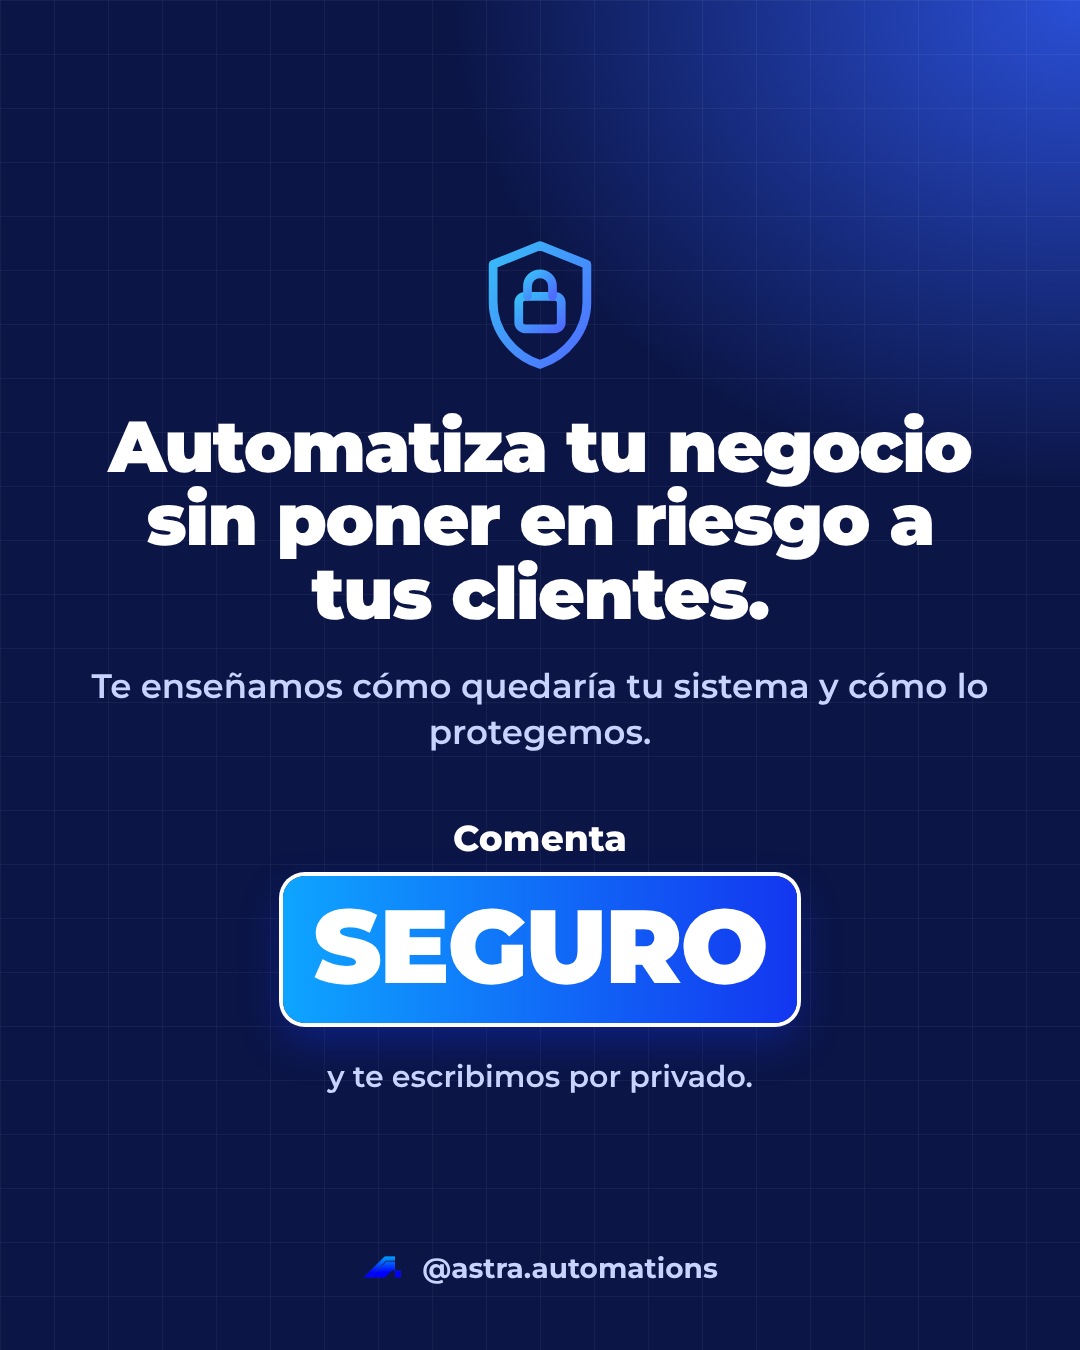 Automatiza tu negocio
sin poner en riesgo a
tus clientes.
Te enseñamos cómo quedaría tu sistema y cómo lo
protegemos.
Comenta
SEGURO
y te escribimos por privado.
@astra.automations